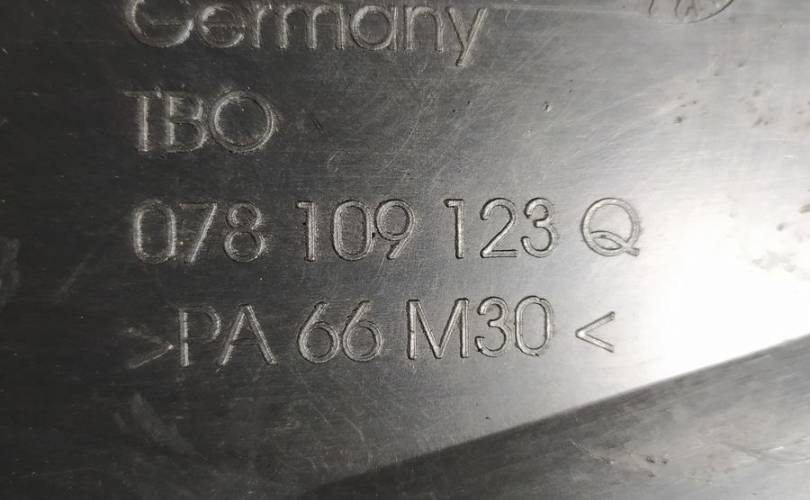 Germany
TBO
078 109 123 Q
>PA 66 M30<